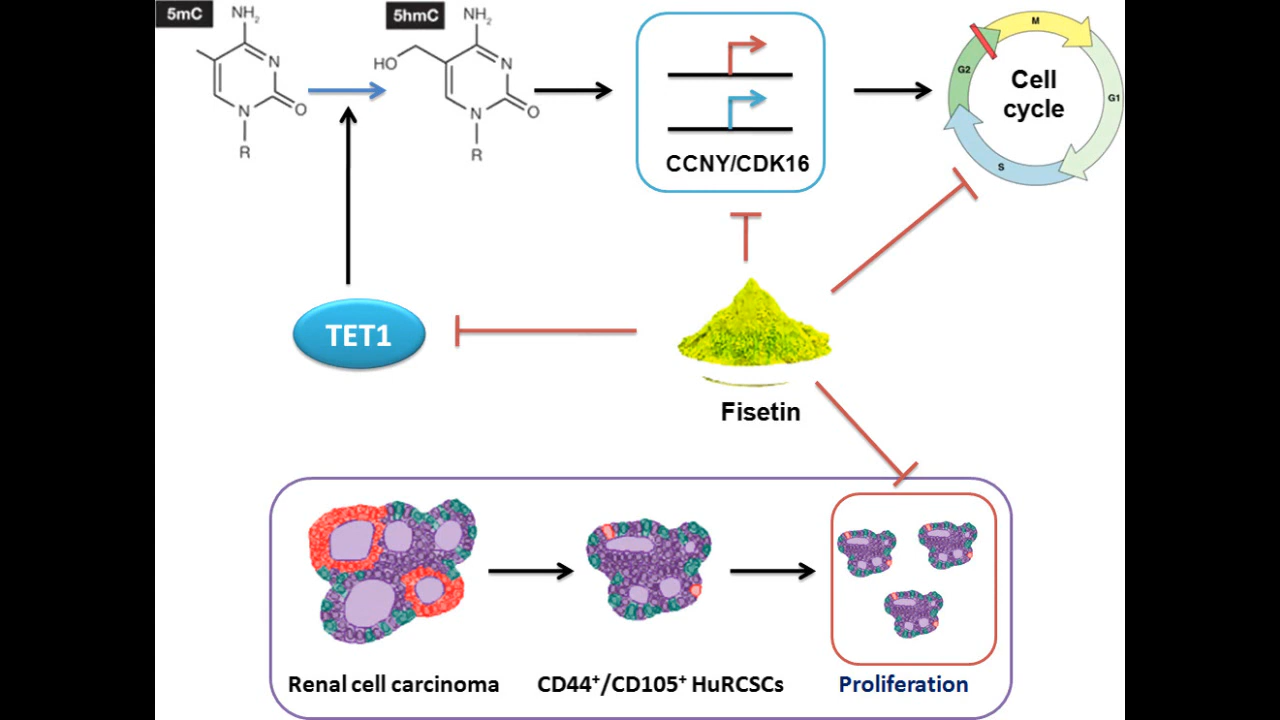 5mC
NH2
N
N
O
R
5hmC
NH2
HO
N
N
O
R
CCNY/CDK16
M
G1
S
G2
Cell
cycle
TET1
Fisetin
Renal cell carcinoma
CD44+/CD105+ HuRCSCs
Proliferation